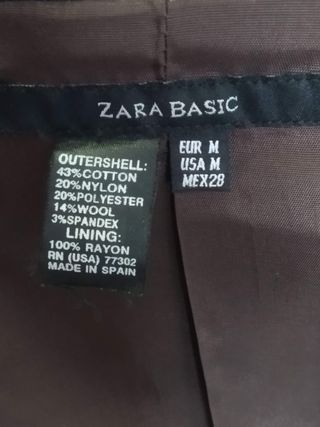 ZARA BASIC
OUTERSHELL:
43%COTTON
20%NYLON
20%POLYESTER
14%WOOL
3%SPANDEX
LINING:
100% RAYON
RN (USA) 77302
MADE IN SPAIN
EUR M
USA M
MEX28